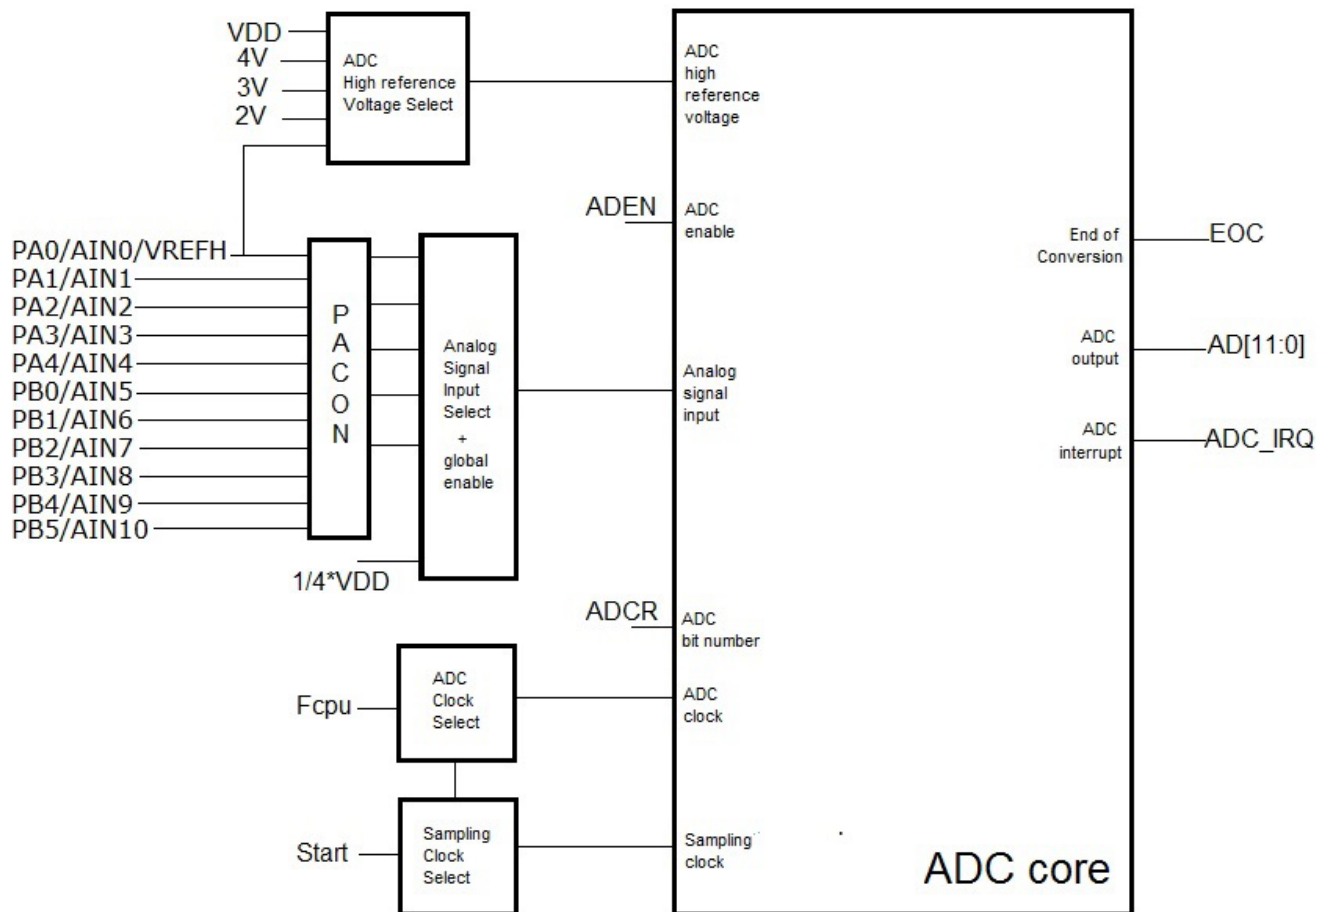 VDD
4V
3V
2V
ADC
High reference
Voltage Select
ADC
high
reference
voltage
ADEN
ADC
enable
PA0/AIN0/VREFH
PA1/AIN1
PA2/AIN2
PA3/AIN3
PA4/AIN4
PB0/AIN5
PB1/AIN6
PB2/AIN7
PB3/AIN8
PB4/AIN9
PB5/AIN10
P
A
C
O
N
Analog
Signal
Input
Select
+
global
enable
1/4*VDD
Analog
signal
input
End of
Conversion
EOC
ADC
output
AD[11:0]
ADC
interrupt
ADC_IRQ
ADCR
ADC
bit number
Fcpu
ADC
Clock
Select
ADC
clock
Start
Sampling
Clock
Select
Sampling
clock
ADC core